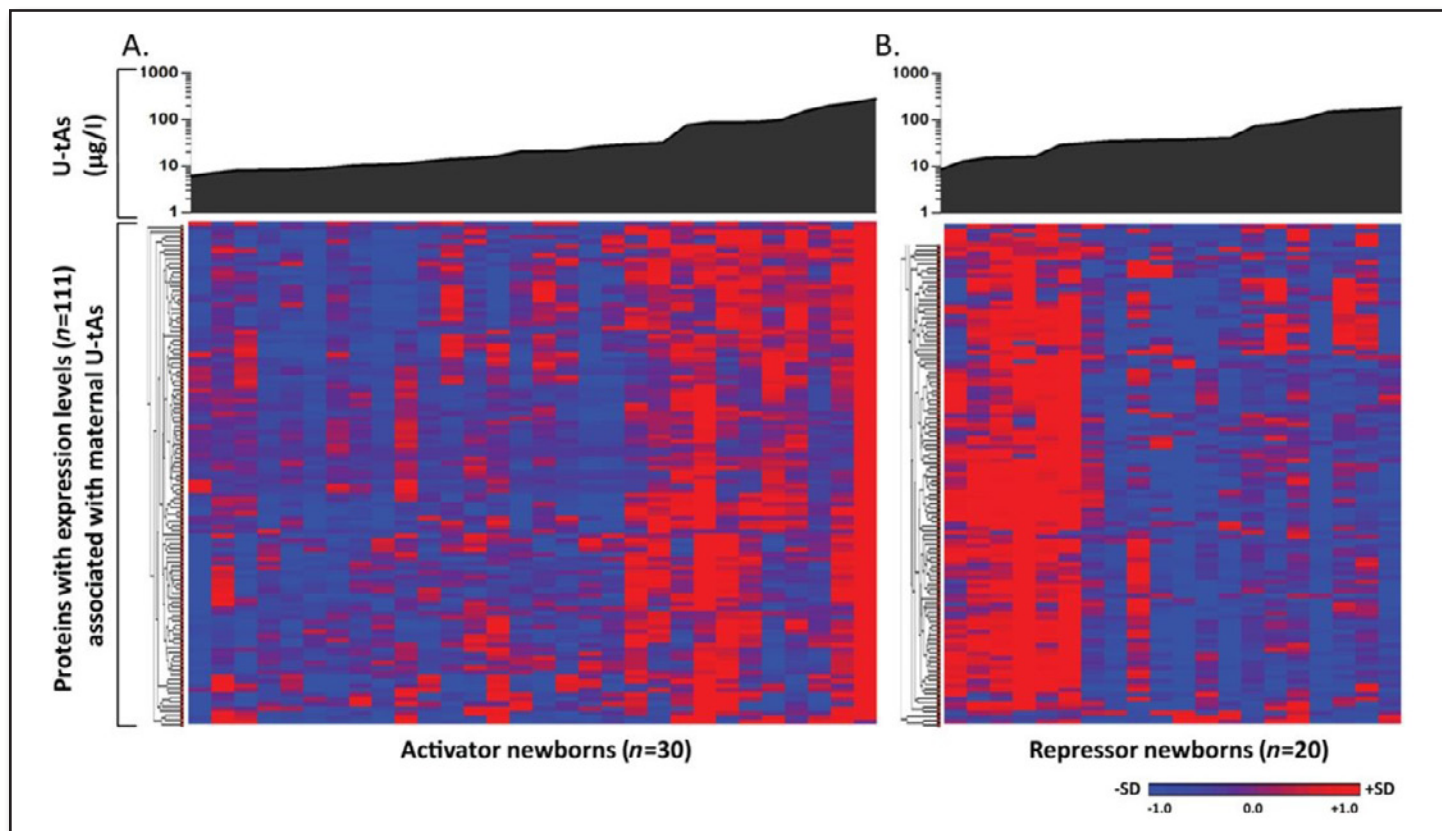 A.
B.
1000
100
10
1
1000
100
10
1
U-tAs
(µg/l)
Proteins with expression levels (n=111)
associated with maternal U-tAs
Activator newborns (n=30)
Repressor newborns (n=20)
-SD
+SD
-1.0
0.0
+1.0